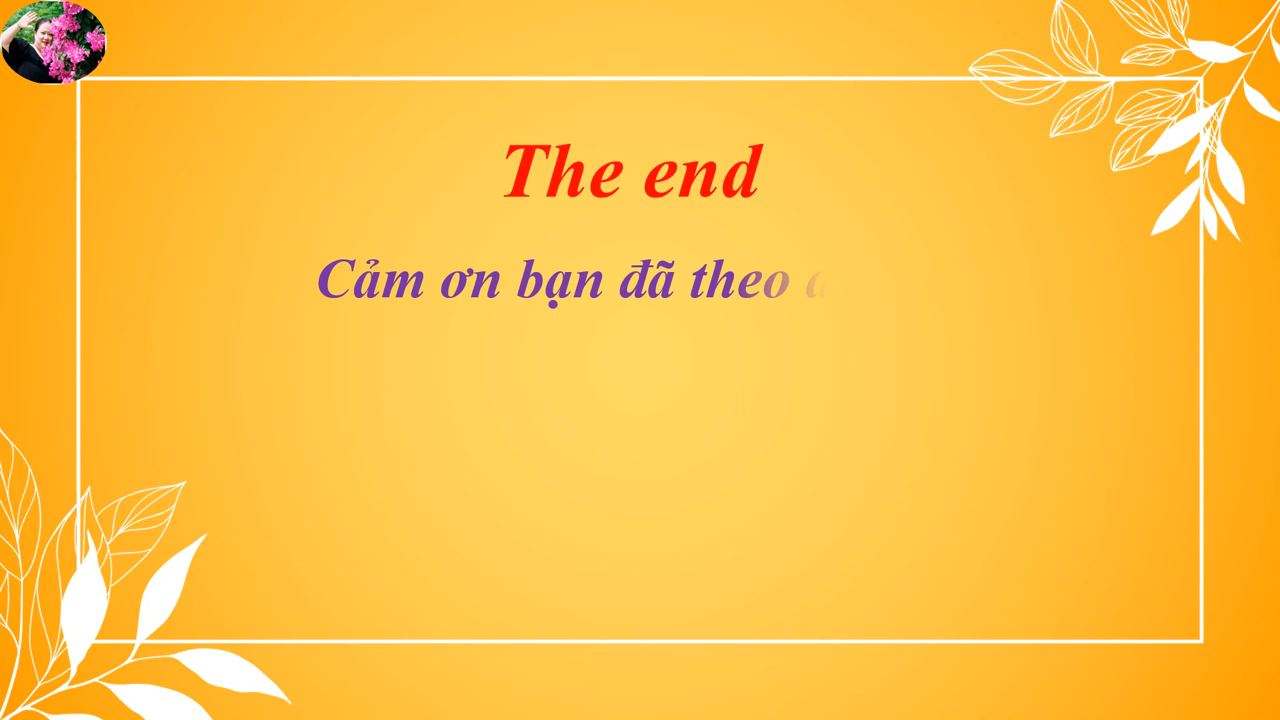 The end
Cảm ơn bạn đã theo